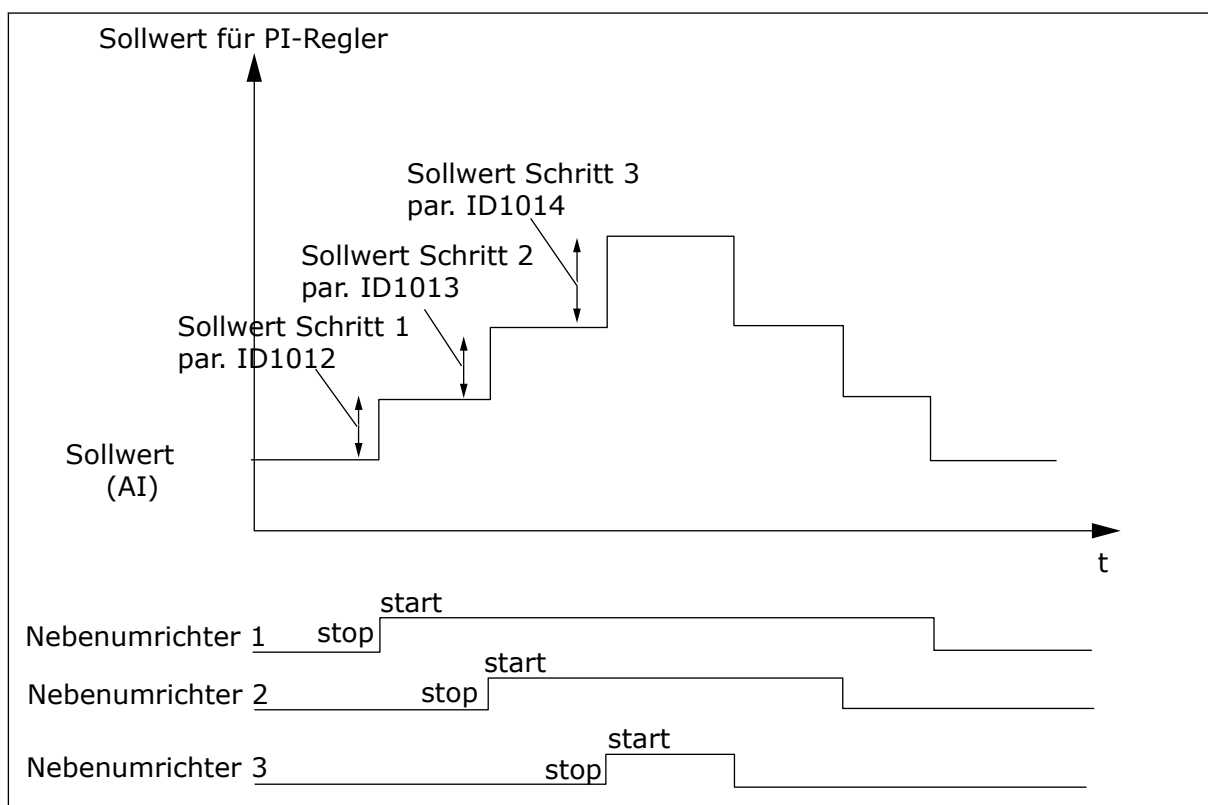 Sollwert für PI-Regler
Sollwert Schritt 3
par. ID1014
Sollwert Schritt 2
par. ID1013
Sollwert Schritt 1
par. ID1012
Sollwert
(AI)
t
start
Nebenumrichter 1 stop
start
Nebenumrichter 2 stop
start
Nebenumrichter 3 stop